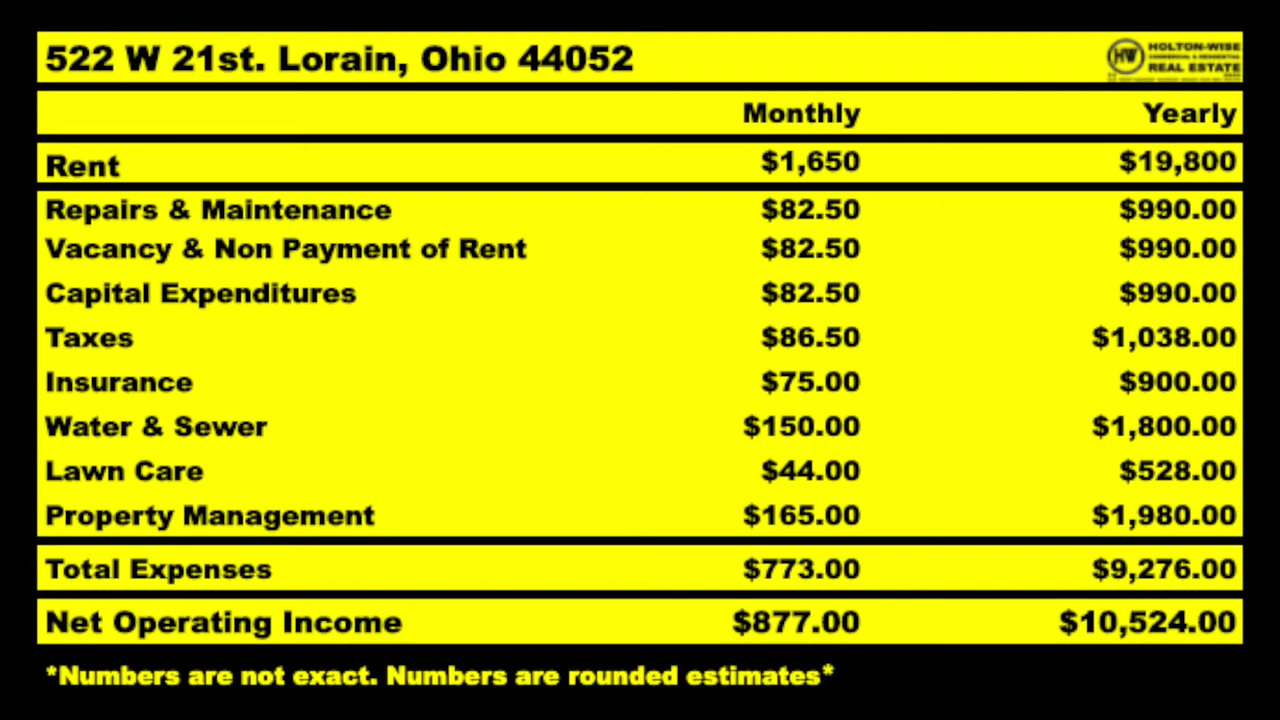 522 W 21st. Lorain, Ohio 44052
HOLTON-WISE
COMMERCIAL & RESIDENTIAL
REAL ESTATE
HW
Monthly Yearly
Rent $1,650 $19,800
Repairs & Maintenance $82.50 $990.00
Vacancy & Non Payment of Rent $82.50 $990.00
Capital Expenditures $82.50 $990.00
Taxes $86.50 $1,038.00
Insurance $75.00 $900.00
Water & Sewer $150.00 $1,800.00
Lawn Care $44.00 $528.00
Property Management $165.00 $1,980.00
Total Expenses $773.00 $9,276.00
Net Operating Income $877.00 $10,524.00
*Numbers are not exact. Numbers are rounded estimates*